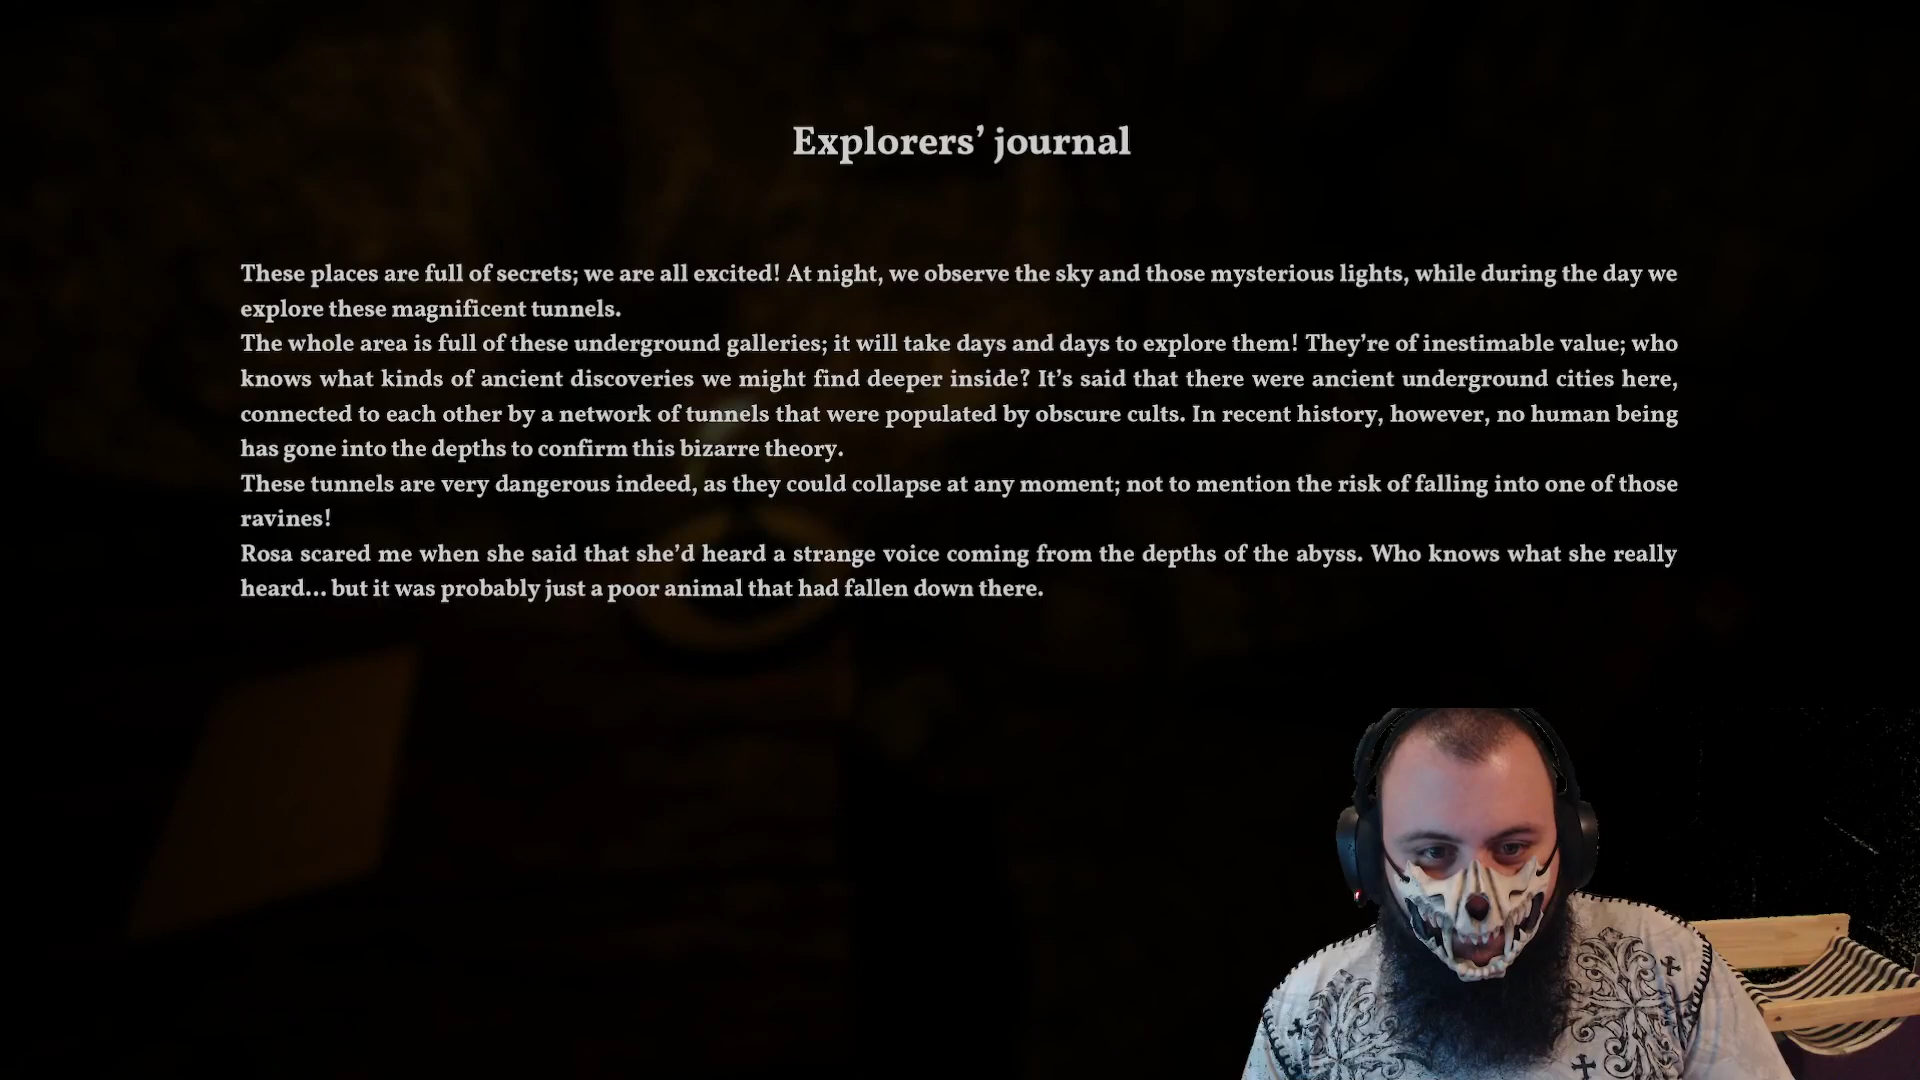 Explorers’ journal
These places are full of secrets; we are all excited! At night, we observe the sky and those mysterious lights, while during the day we
explore these magnificent tunnels.
The whole area is full of these underground galleries; it will take days and days to explore them! They’re of inestimable value; who
knows what kinds of ancient discoveries we might find deeper inside? It’s said that there were ancient underground cities here,
connected to each other by a network of tunnels that were populated by obscure cults. In recent history, however, no human being
has gone into the depths to confirm this bizarre theory.
These tunnels are very dangerous indeed, as they could collapse at any moment; not to mention the risk of falling into one of those
ravines!
Rosa scared me when she said that she’d heard a strange voice coming from the depths of the abyss. Who knows what she really
heard... but it was probably just a poor animal that had fallen down there.